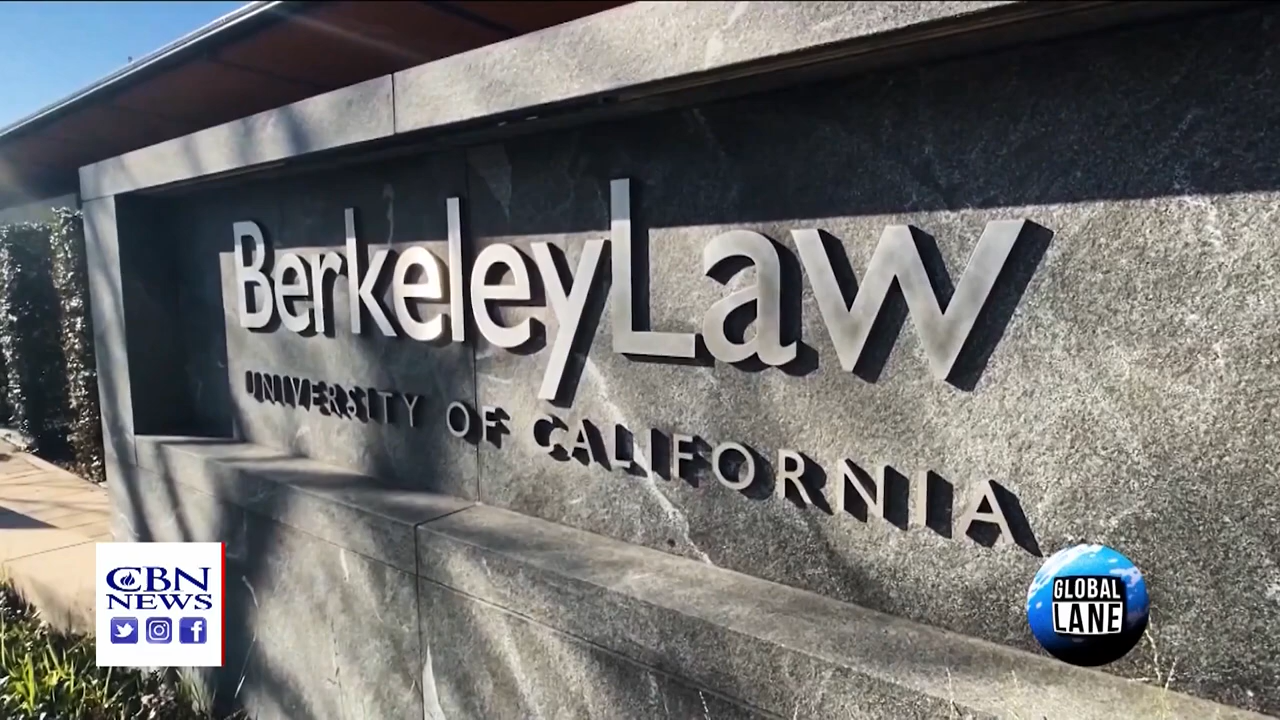 BerkeleyLaw
UNIVERSITY OF CALIFORNIA
CBN
NEWS
GLOBAL
LANE